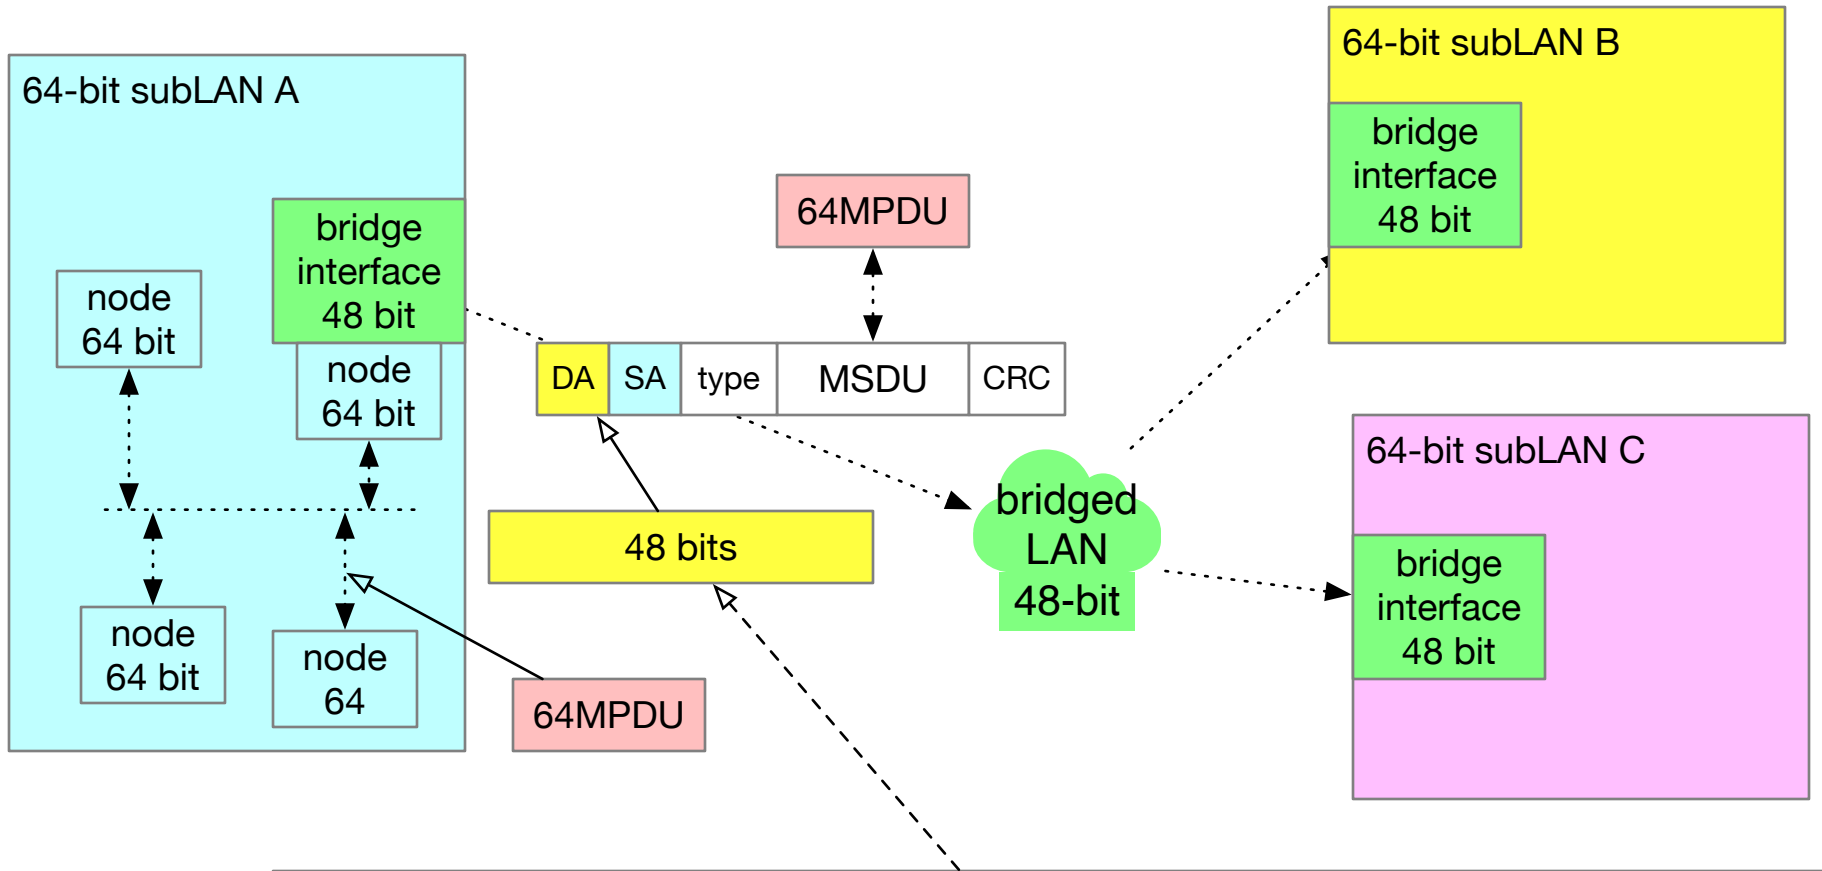 64-bit subLAN A
bridge
interface
48 bit
node
64 bit
node
64 bit
node
64 bit
node
64
64MPDU
64MPDU
DA SA type MSDU CRC
48 bits
bridged
LAN
48-bit
64-bit subLAN B
bridge
interface
48 bit
64-bit subLAN C
bridge
interface
48 bit